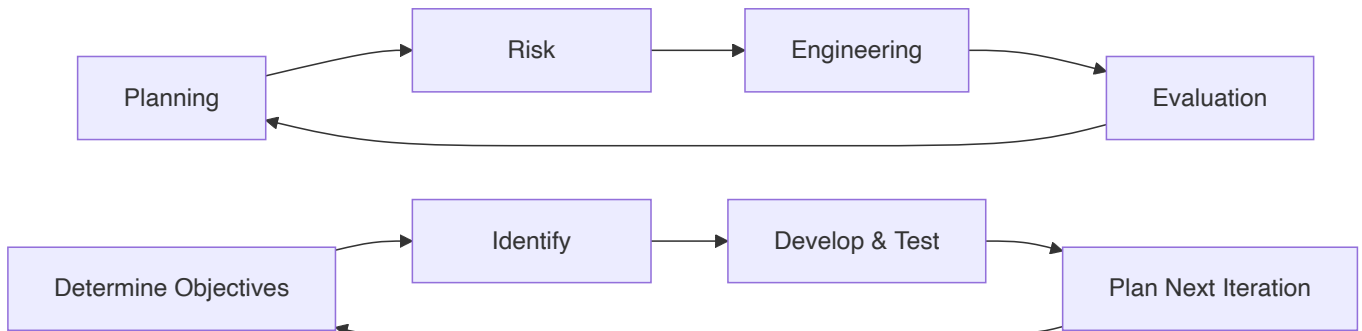 Planning
Risk
Engineering
Evaluation
Determine Objectives
Identify
Develop & Test
Plan Next Iteration